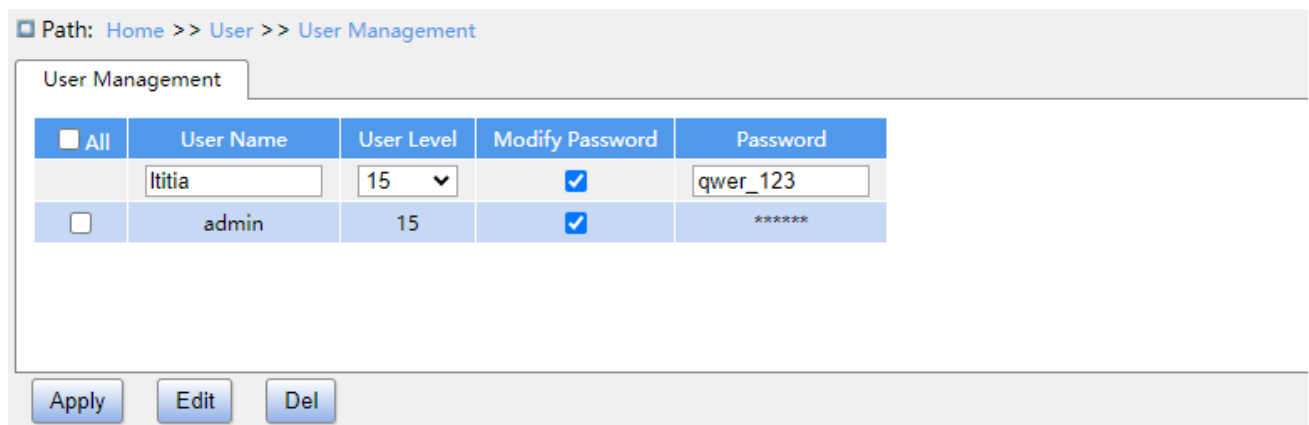 Path: Home >> User >> User Management
User Management
All User Name User Level Modify Password Password
Ititia 15 qwer_123
admin 15 ******
Apply Edit Del